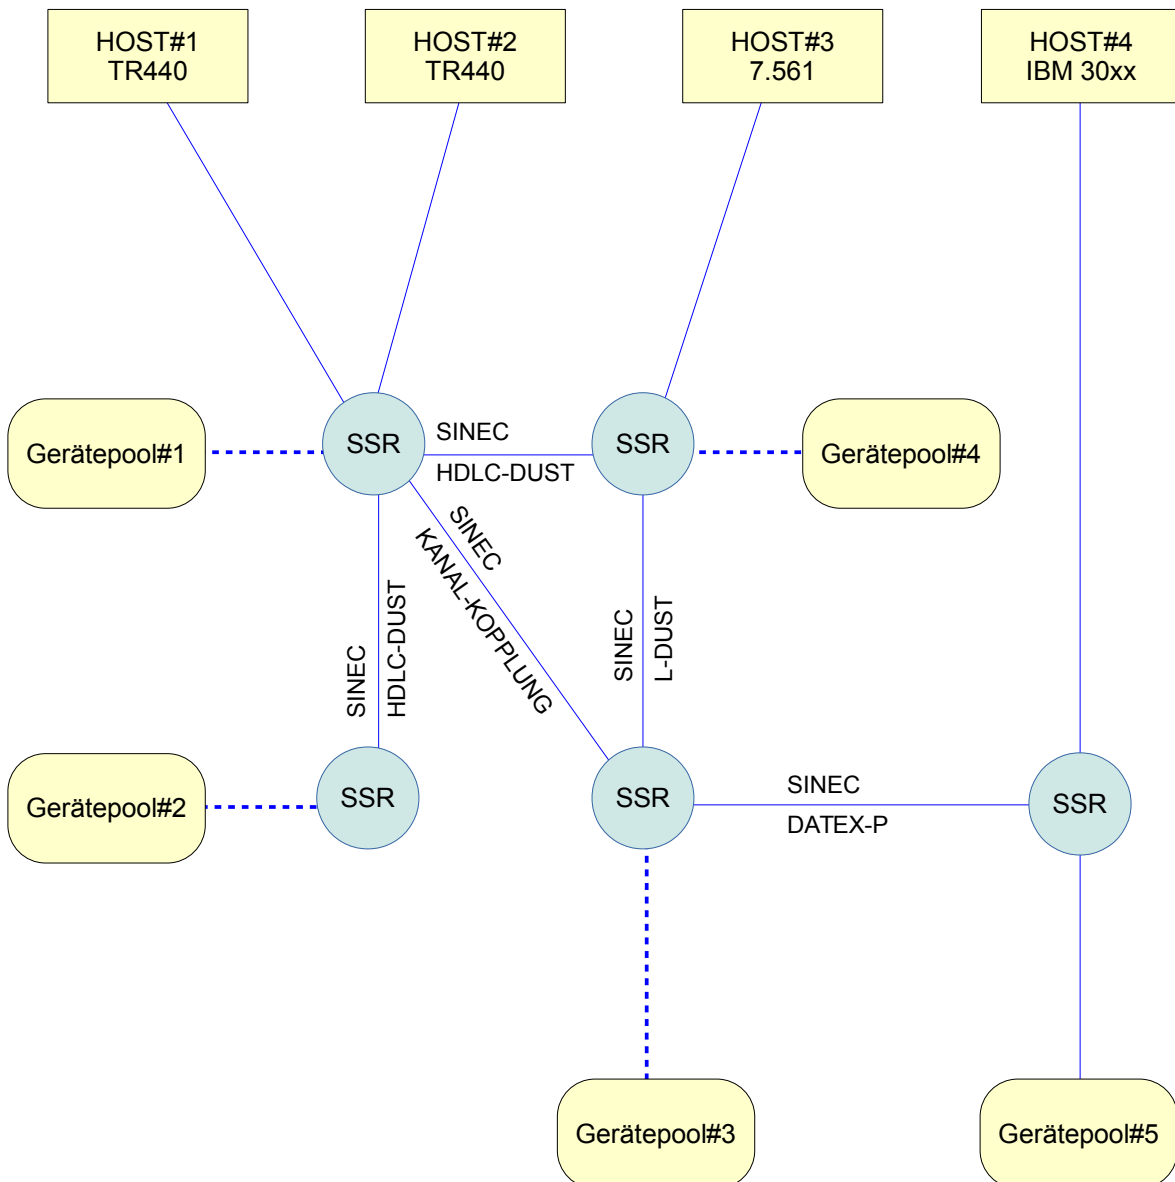 HOST#1
TR440
HOST#2
TR440
HOST#3
7.561
HOST#4
IBM 30xx
Gerätepool#1
SSR
SINEC
HDLC-DUST
SSR
Gerätepool#4
SINEC
KANAL-KOPPLUNG
SINEC
HDLC-DUST
SINEC
L-DUST
Gerätepool#2
SSR
SSR
SINEC
DATEX-P
SSR
Gerätepool#3
Gerätepool#5